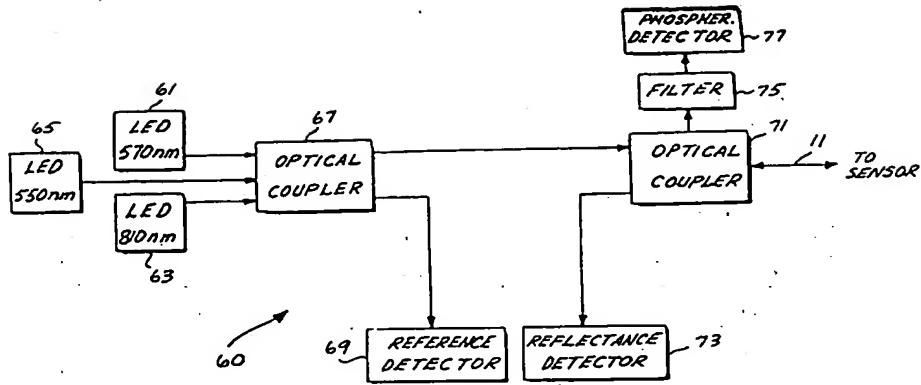 PHOSPHER.
DETECTOR
77
FILTER
75
61
LED
570nm
65
LED
550nm
LED
810nm
63
67
OPTICAL
COUPLER
71
OPTICAL
COUPLER
11
TO
SENSOR
60
69
REFERENCE
DETECTOR
REFLECTANCE
DETECTOR
73